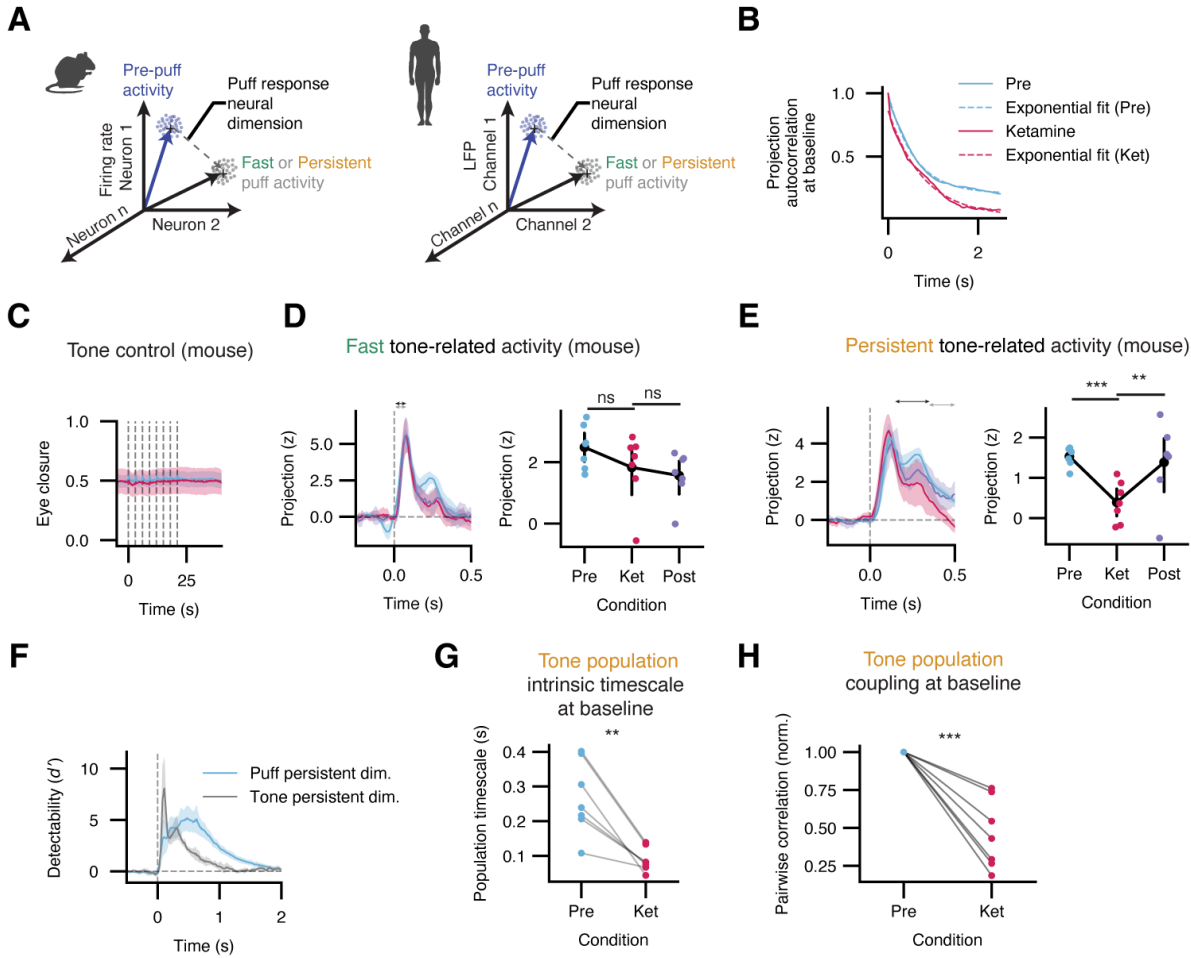 A
Pre-puff
activity
Puff response
neural
dimension
Firing rate
Neuron 1
Fast or Persistent
puff activity
Neuron n
Neuron 2
Pre-puff
activity
Puff response
neural
dimension
LFP
Channel 1
Fast or Persistent
puff activity
Channel n
Channel 2
B
Pre
Exponential fit (Pre)
Ketamine
Exponential fit (Ket)
Projection
autocorrelation
at baseline
1.0
0.5
0
2
Time (s)
C
Tone control (mouse)
Eye closure
1.0
0.5
0.0
0
25
Time (s)
D
Fast tone-related activity (mouse)
Projection (z)
5.0
2.5
0.0
0.0
0.5
Time (s)
ns
ns
Projection (z)
2
0
Pre
Ket
Post
Condition
E
Persistent tone-related activity (mouse)
Projection (z)
4
2
0
0.0
0.5
Time (s)
***
**
Projection (z)
2
1
0
Pre
Ket
Post
Condition
F
Detectability (d′)
10
5
0
Puff persistent dim.
Tone persistent dim.
0
1
2
Time (s)
G
Tone population
intrinsic timescale
at baseline
**
Population timescale (s)
0.4
0.3
0.2
0.1
Pre
Ket
Condition
H
Tone population
coupling at baseline
***
Pairwise correlation (norm.)
1.00
0.75
0.50
0.25
Pre
Ket
Condition